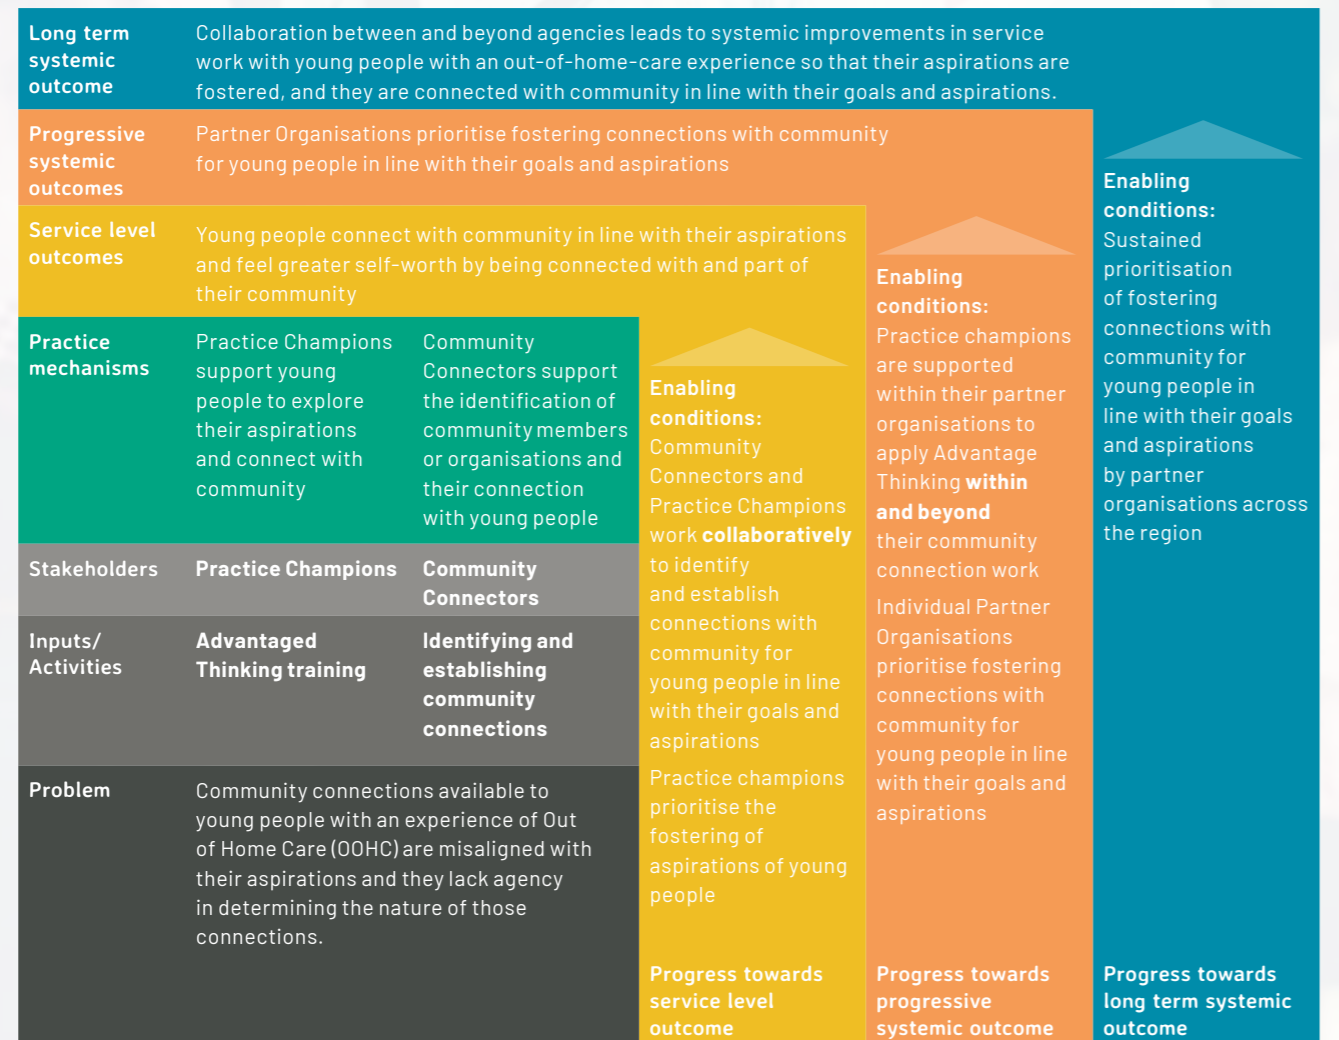 Long term
systemic
outcome
Collaboration between and beyond agencies leads to systemic improvements in service
work with young people with an out-of-home-care experience so that their aspirations are
fostered, and they are connected with community in line with their goals and aspirations.
Progressive
systemic
outcomes
Partner Organisations prioritise fostering connections with community
for young people in line with their goals and aspirations
Service level
outcomes
Young people connect with community in line with their aspirations
and feel greater self-worth by being connected with and part of
their community
Practice
mechanisms
Practice Champions
support young
people to explore
their aspirations
and connect with
community
Community
Connectors support
the identification of
community members
or organisations and
their connection
with young people
Stakeholders
Practice Champions
Community
Connectors
Inputs/
Activities
Advantaged
Thinking training
Identifying and
establishing
community
connections
Problem
Community connections available to
young people with an experience of Out
of Home Care (OOHC) are misaligned with
their aspirations and they lack agency
in determining the nature of those
connections.
Enabling
conditions:
Community
Connectors and
Practice Champions
work collaboratively
to identify
and establish
connections with
community for
young people in line
with their goals and
aspirations
Practice champions
prioritise the
fostering of
aspirations of young
people
Progress towards
service level
outcome
Enabling
conditions:
Practice champions
are supported
within their partner
organisations to
apply Advantage
Thinking within
and beyond
their community
connection work
Individual Partner
Organisations
prioritise fostering
connections with
community for
young people in line
with their goals and
aspirations
Progress towards
progressive
systemic outcome
Enabling
conditions:
Sustained
prioritisation
of fostering
connections with
community for
young people in
line with their goals
and aspirations
by partner
organisations across
the region
Progress towards
long term systemic
outcome